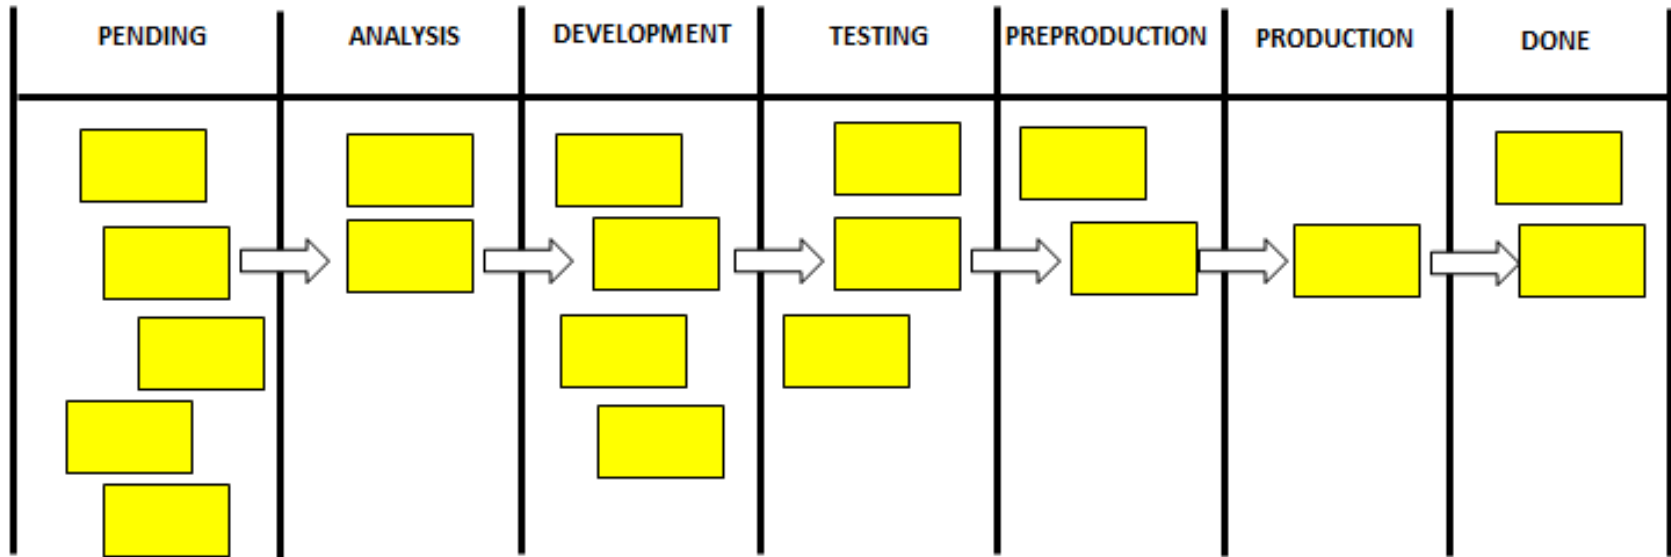 PENDING
ANALYSIS
DEVELOPMENT
TESTING
PREPRODUCTION
PRODUCTION
DONE